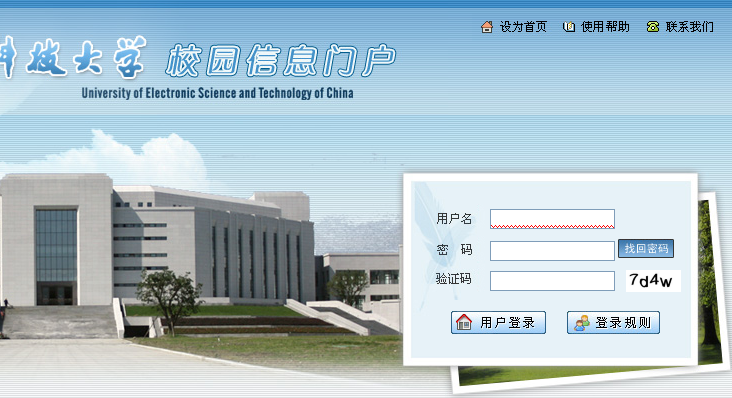 设为首页 使用帮助 联系我们
科技大学 校园信息门户
University of Electronic Science and Technology of China
用户名
密 码 找回密码
验证码 7d4w
用户登录 登录规则